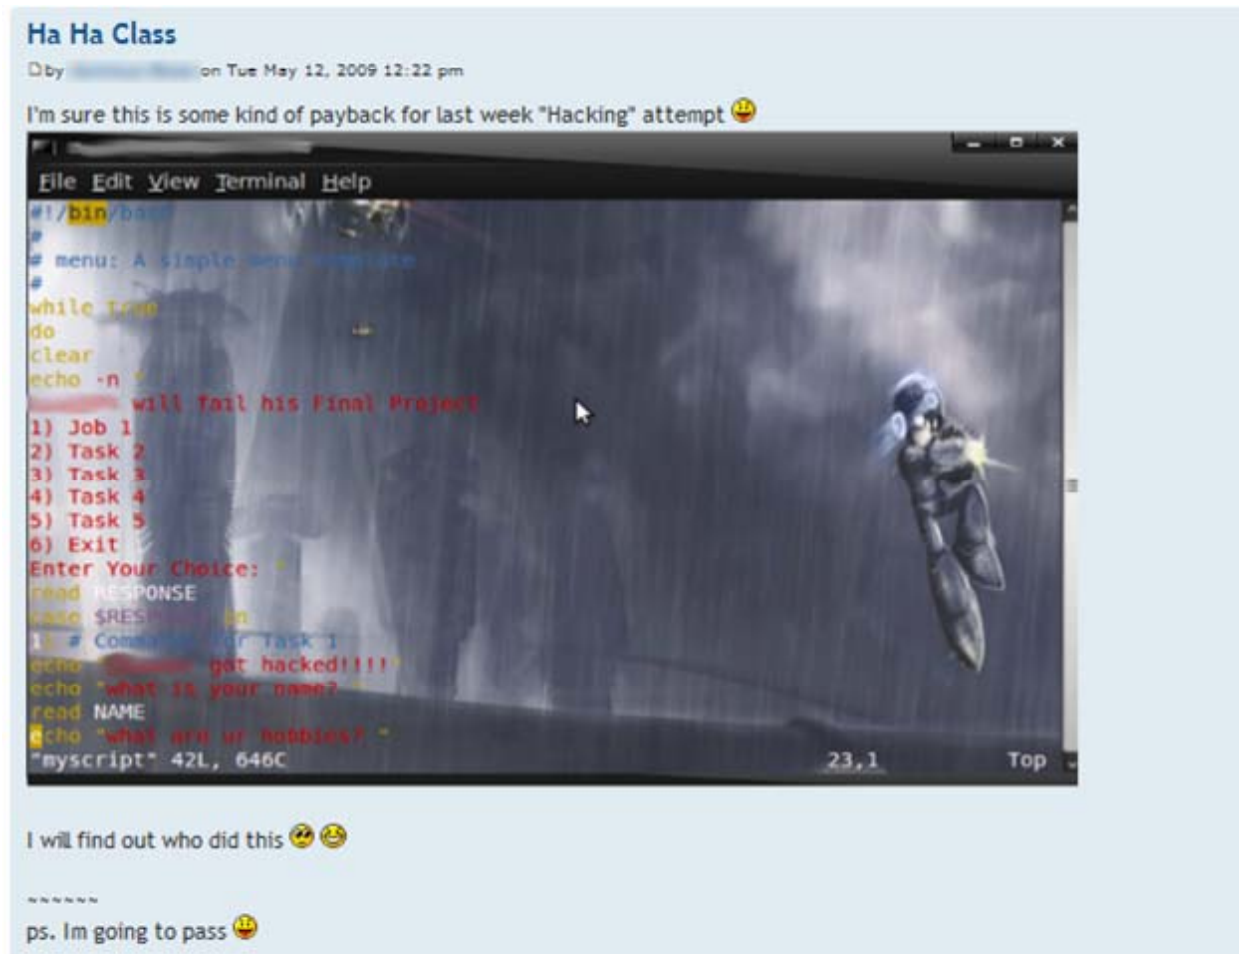 Ha Ha Class
by on Tue May 12, 2009 12:22 pm
I'm sure this is some kind of payback for last week "Hacking" attempt
File Edit View Terminal Help
#!/bin/bash
#
# menu: A simple menu template
#
while true
do
clear
echo -n "
will fail his Final Project
1) Job 1
2) Task 2
3) Task 3
4) Task 4
5) Task 5
6) Exit
Enter Your Choice: "
read RESPONSE
case $RESPONSE in
1) # Commands for Task 1
echo " got hacked!!!!"
echo "what is your name? "
read NAME
echo "what are ur hobbies? "
"myscript" 42L, 646C 23,1 Top
I will find out who did this
~~~~~~
ps. Im going to pass